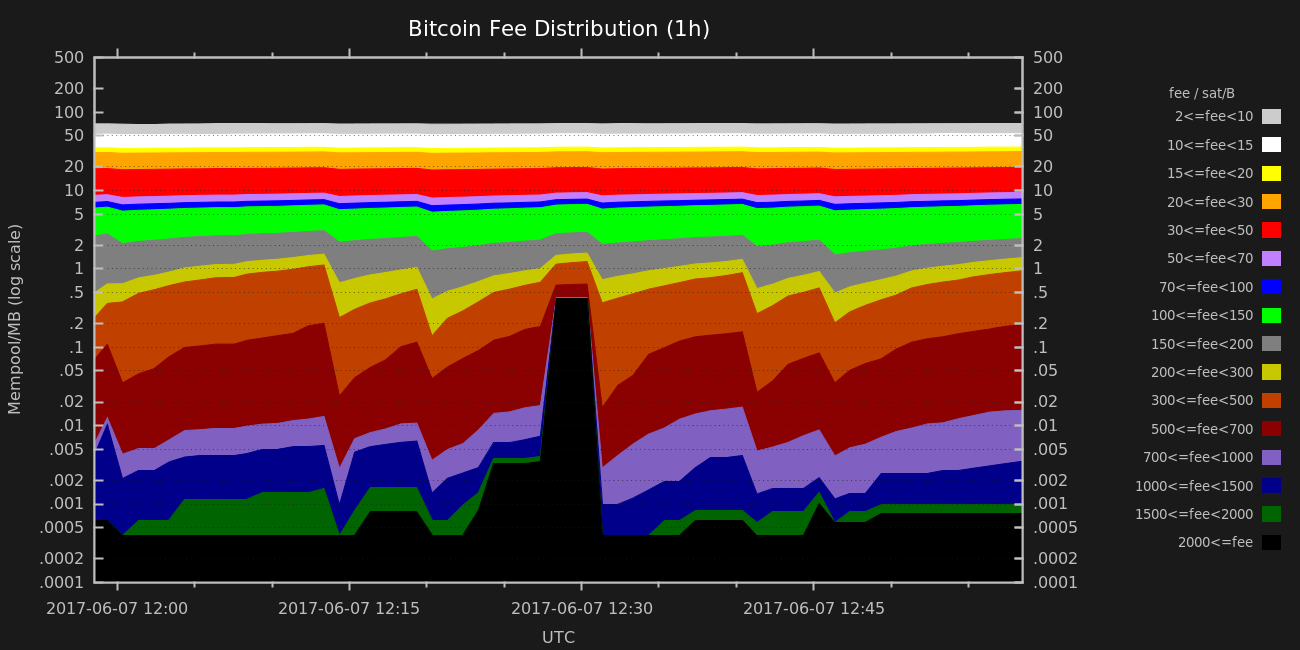 Bitcoin Fee Distribution (1h)
500
200
100
50
20
10
5
2
1
.5
.2
.1
.05
.02
.01
.005
.002
.001
.0005
.0002
.0001
Mempool/MB (log scale)
500
200
100
50
20
10
5
2
1
.5
.2
.1
.05
.02
.01
.005
.002
.001
.0005
.0002
.0001
2017-06-07 12:00
2017-06-07 12:15
2017-06-07 12:30
2017-06-07 12:45
UTC
fee / sat/B
2<=fee<10
10<=fee<15
15<=fee<20
20<=fee<30
30<=fee<50
50<=fee<70
70<=fee<100
100<=fee<150
150<=fee<200
200<=fee<300
300<=fee<500
500<=fee<700
700<=fee<1000
1000<=fee<1500
1500<=fee<2000
2000<=fee